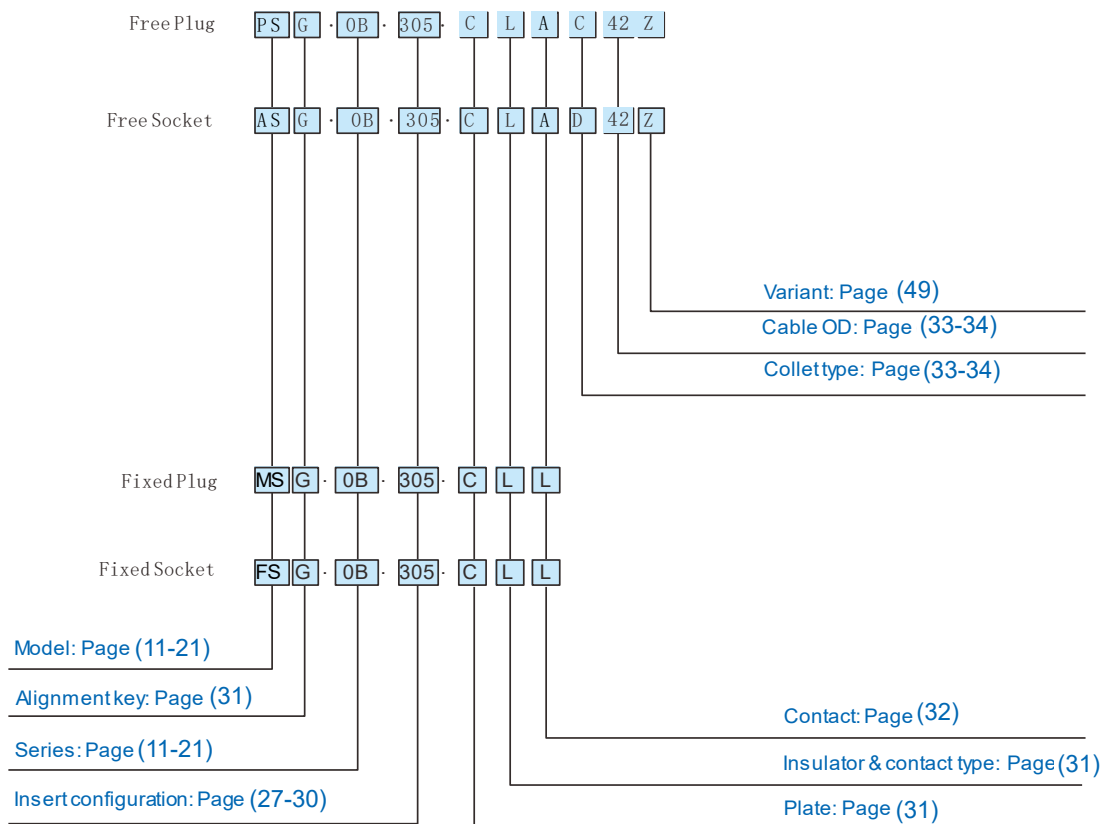 Free Plug PS G · 0B · 305 · C L A C 42 Z
Free Socket AS G · 0B · 305 · C L A D 42 Z
Variant: Page (49)
Cable OD: Page (33-34)
Collet type: Page (33-34)
Fixed Plug MS G · 0B · 305 · C L L
Fixed Socket FS G · 0B · 305 · C L L
Model: Page (11-21)
Alignment key: Page (31)
Series: Page (11-21)
Insert configuration: Page (27-30)
Contact: Page (32)
Insulator & contact type: Page (31)
Plate: Page (31)